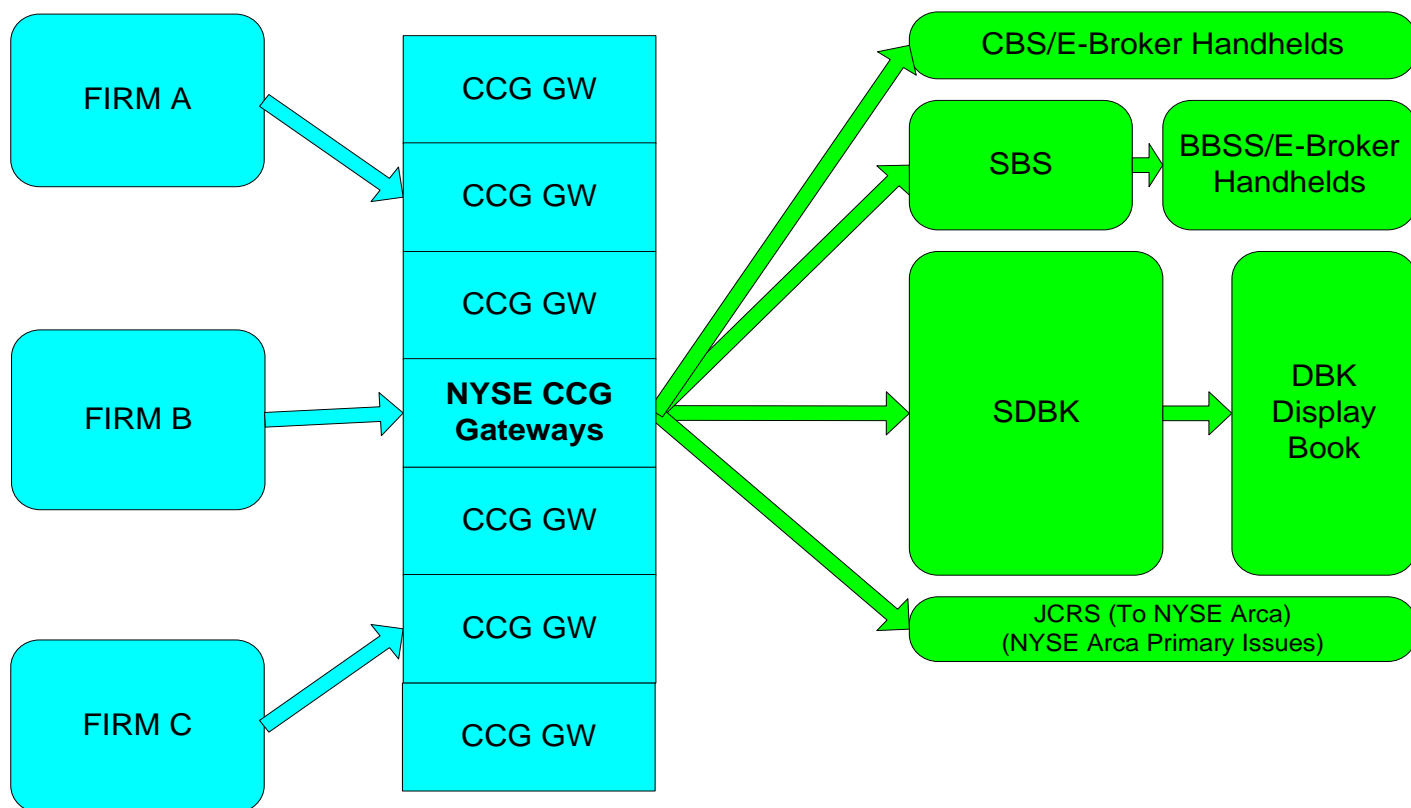 FIRM A
FIRM B
FIRM C
CCG GW
CCG GW
CCG GW
NYSE CCG
Gateways
CCG GW
CCG GW
CCG GW
CBS/E-Broker Handhelds
SBS
BBSS/E-Broker
Handhelds
SDBK
DBK
Display
Book
JCRS (To NYSE Arca)
(NYSE Arca Primary Issues)